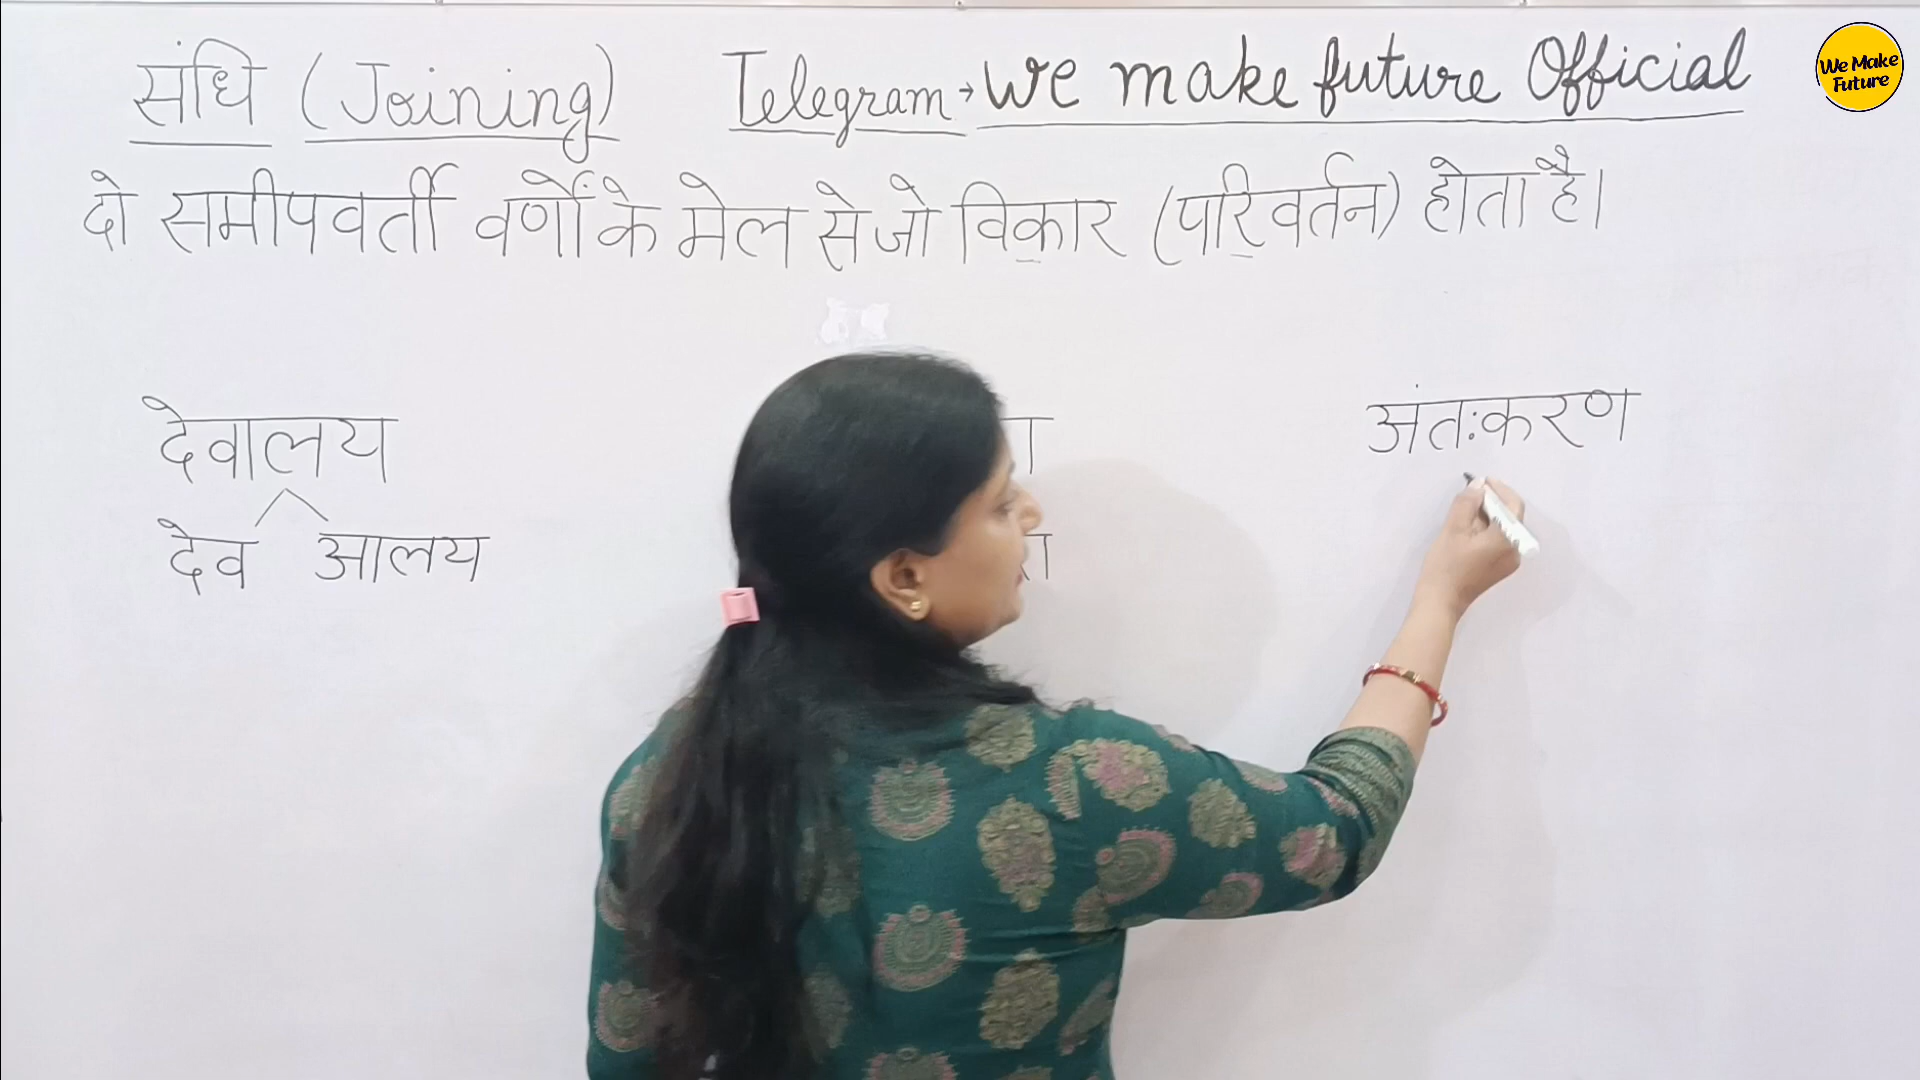 संधि (Joining) Telegram → We make future Official
We Make Future
दो समीपवर्ती वर्णों के मेल से जो विकार (परिवर्तन) होता है।
देवालय अंतःकरण
देव आलय